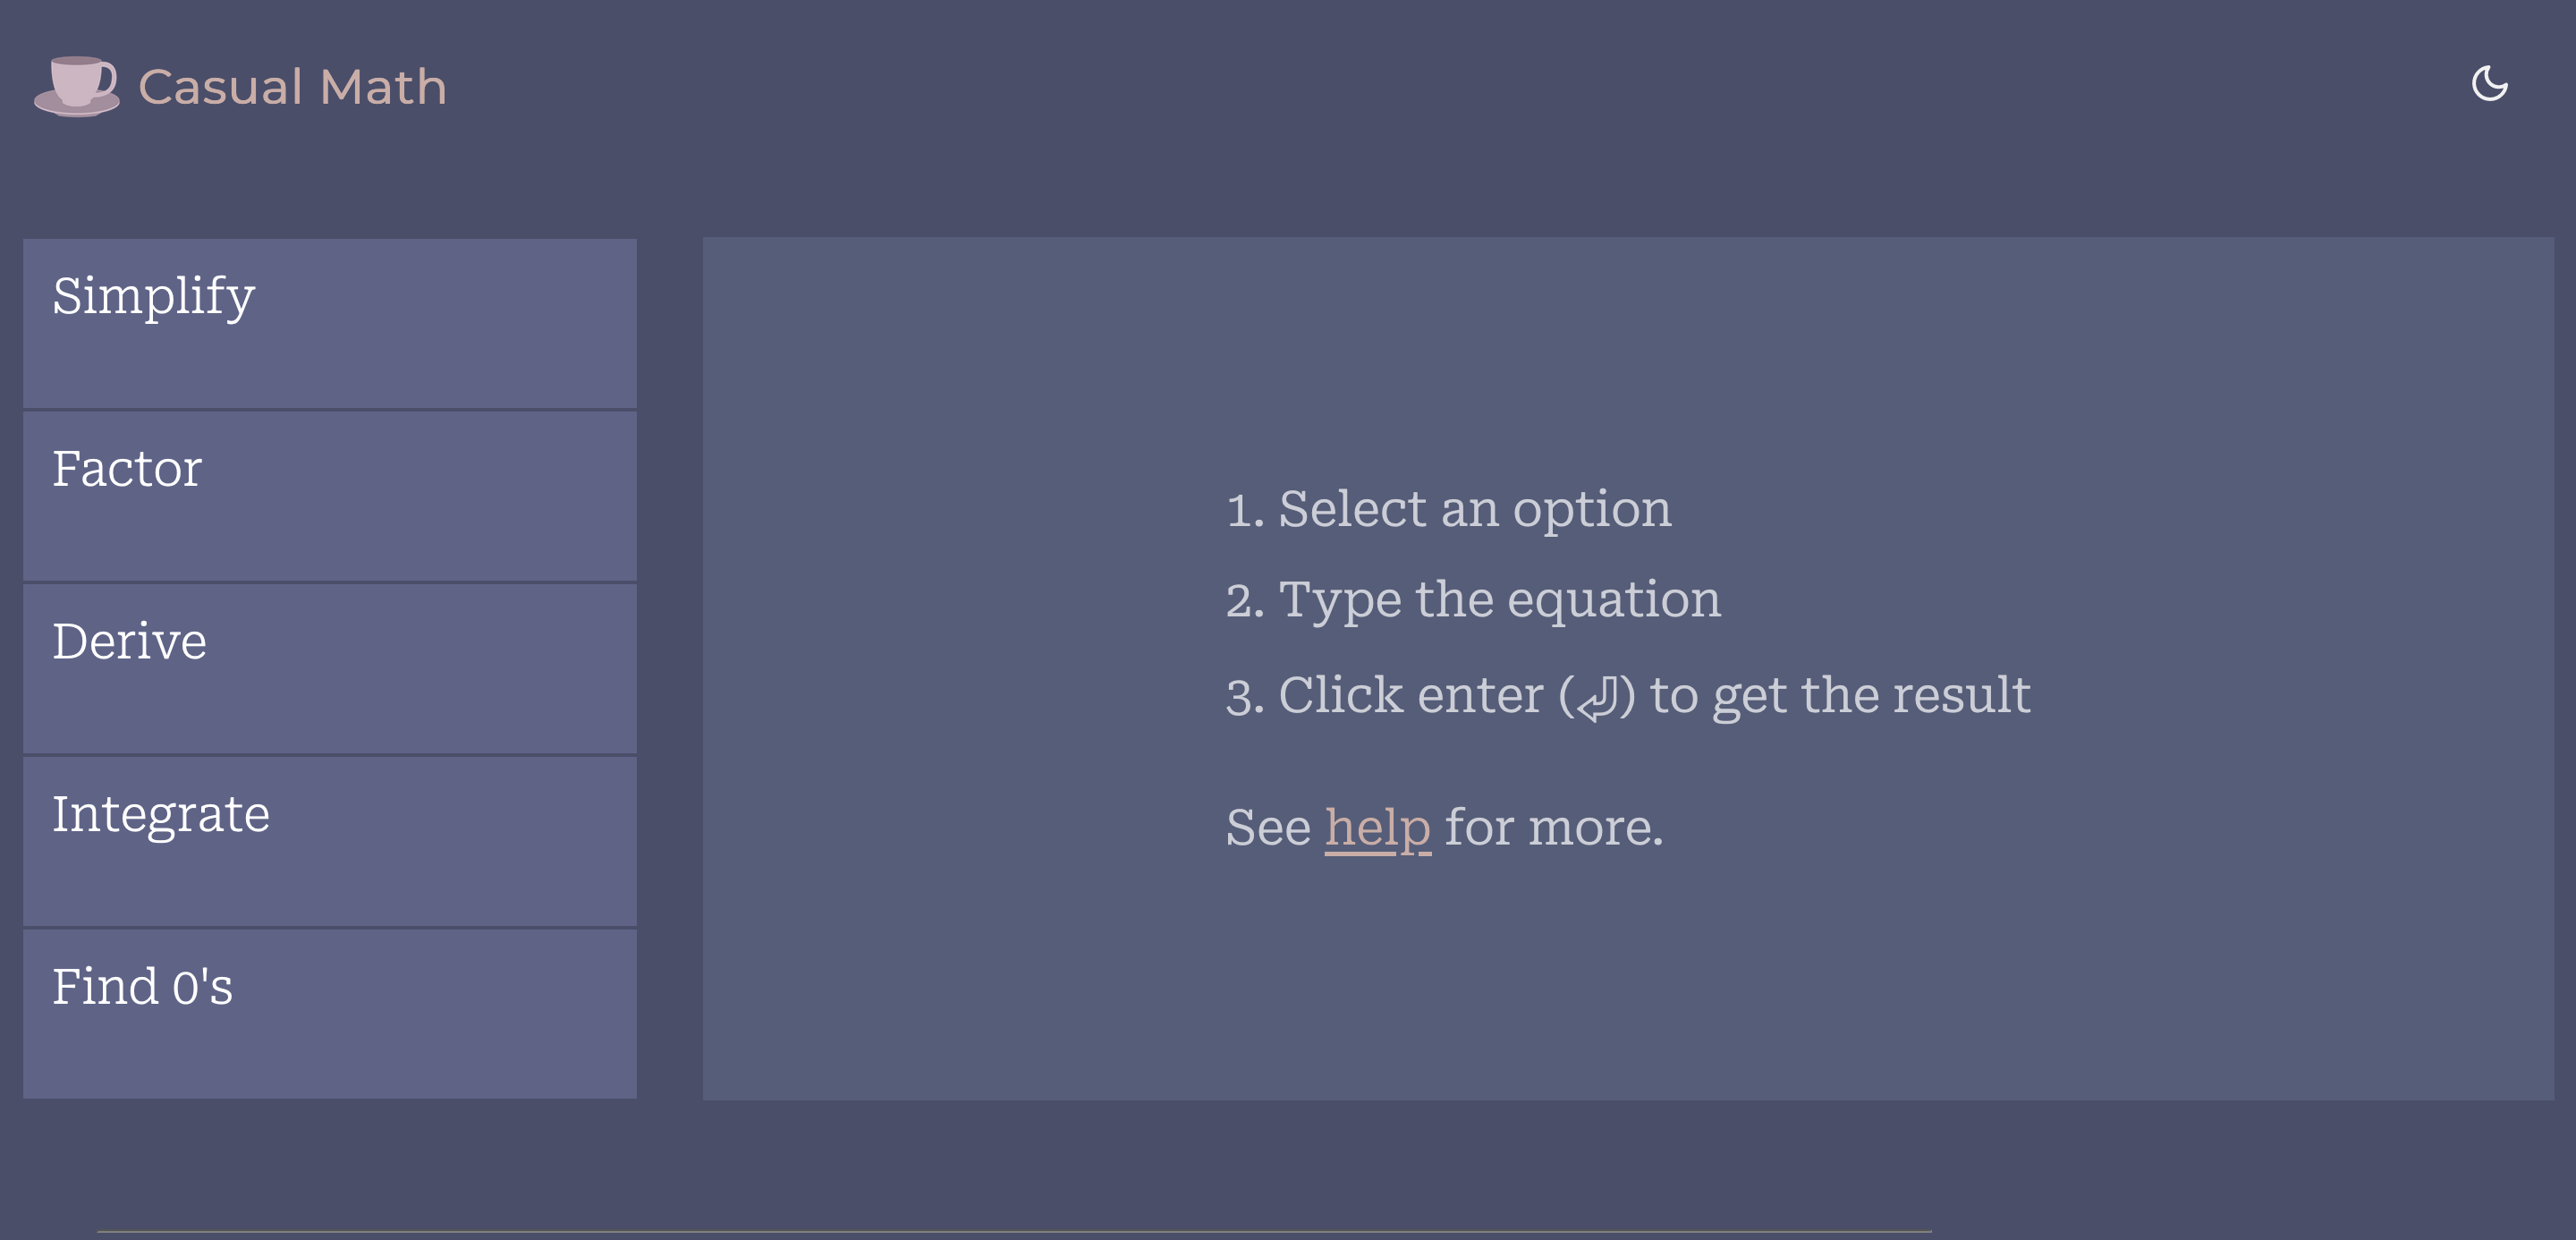 Casual Math
Simplify
Factor
Derive
Integrate
Find 0's
1. Select an option
2. Type the equation
3. Click enter (⮐) to get the result
See help for more.